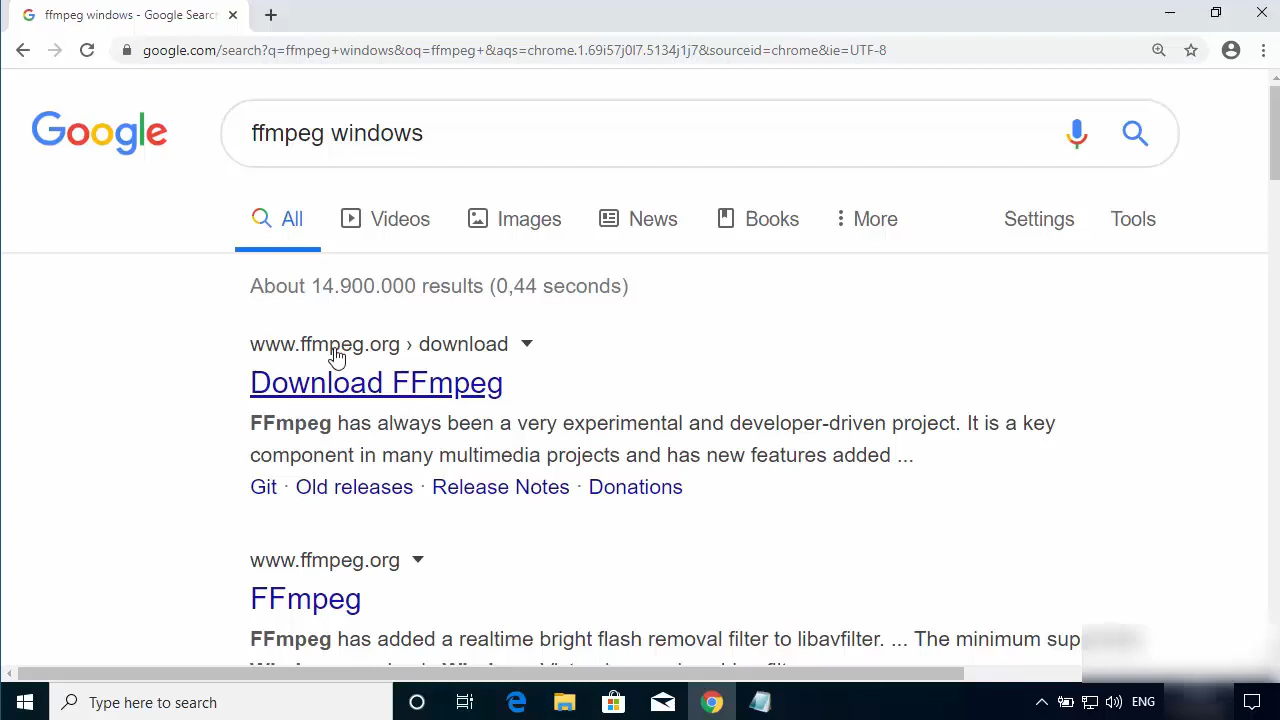 ffmpeg windows - Google Search
google.com/search?q=ffmpeg+windows&oq=ffmpeg+&aqs=chrome.1.69i57j0l7.5134j1j7&sourceid=chrome&ie=UTF-8
Google
ffmpeg windows
All Videos Images News Books More Settings Tools
About 14.900.000 results (0,44 seconds)
www.ffmpeg.org › download
Download FFmpeg
FFmpeg has always been a very experimental and developer-driven project. It is a key
component in many multimedia projects and has new features added ...
Git · Old releases · Release Notes · Donations
www.ffmpeg.org
FFmpeg
FFmpeg has added a realtime bright flash removal filter to libavfilter. ... The minimum
Type here to search
ENG